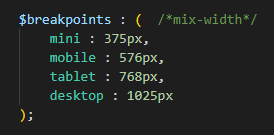 $breakpoints : (  /*mix-width*/
mini : 375px,
mobile : 576px,
tablet : 768px,
desktop : 1025px
);